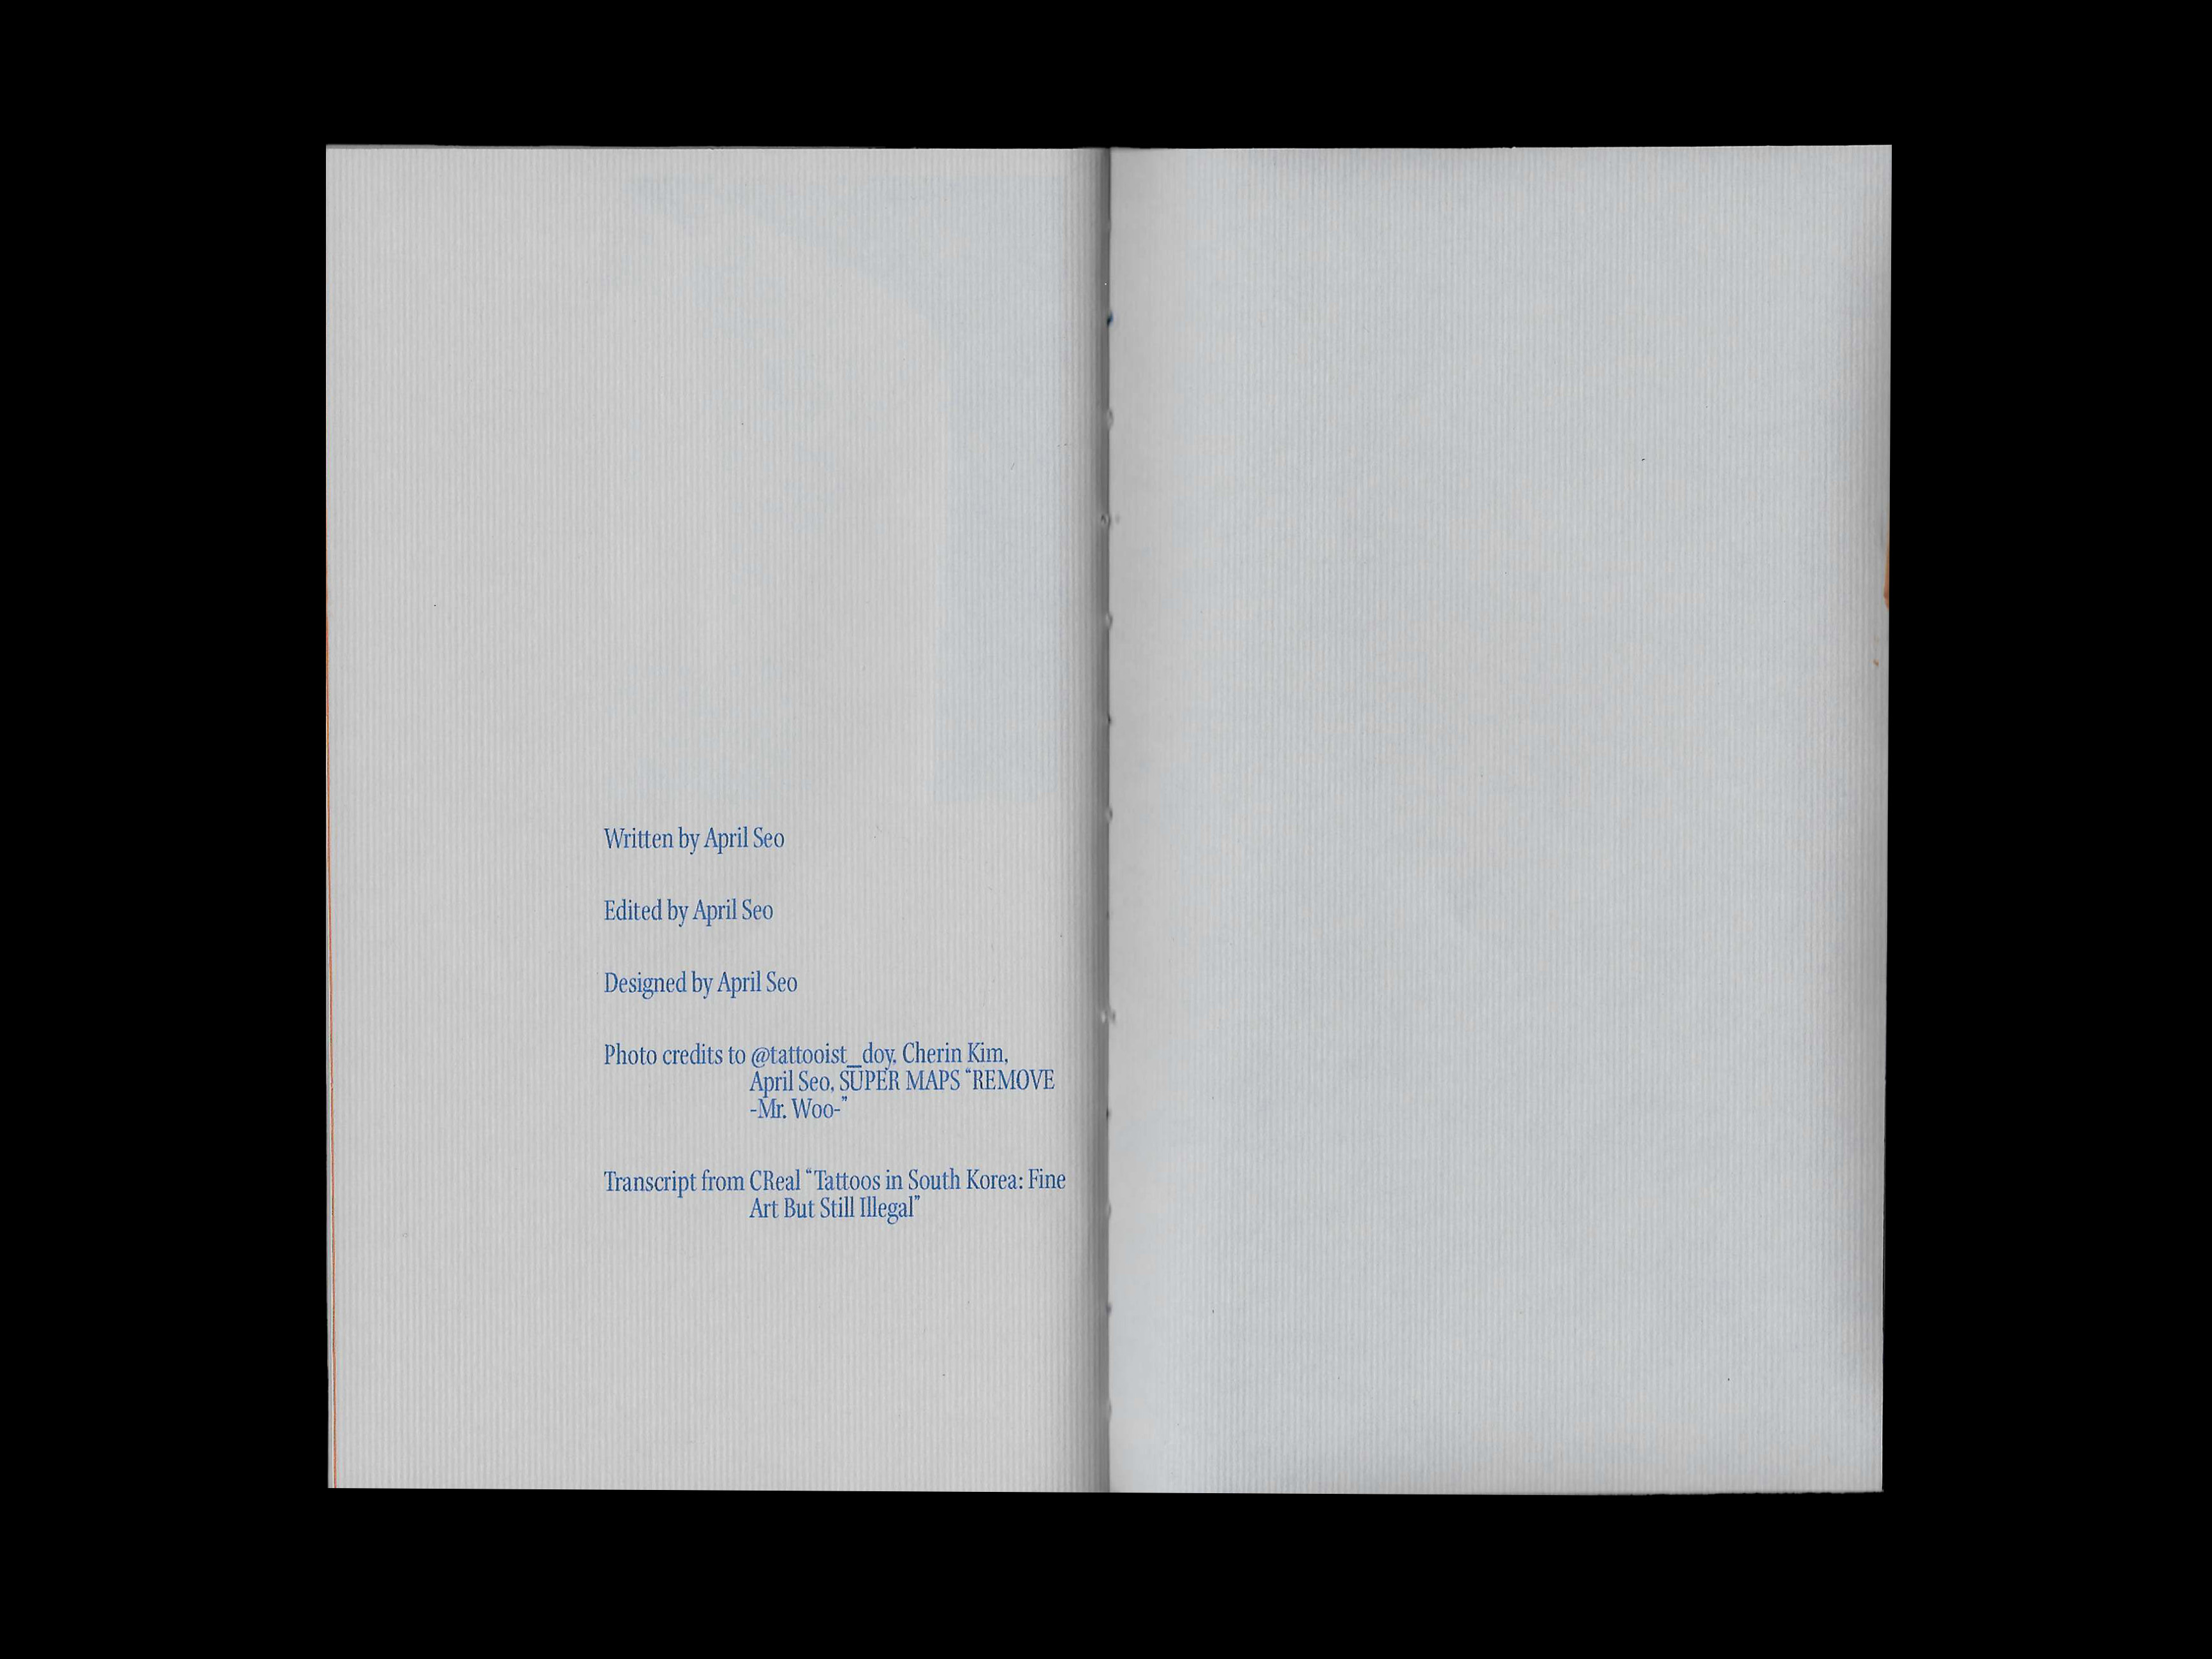 Written by April Seo
Edited by April Seo
Designed by April Seo
Photo credits to @tattooist_doy, Cherin Kim,
April Seo, SUPER MAPS “REMOVE
-Mr. Woo-”
Transcript from CReal “Tattoos in South Korea: Fine
Art But Still Illegal”